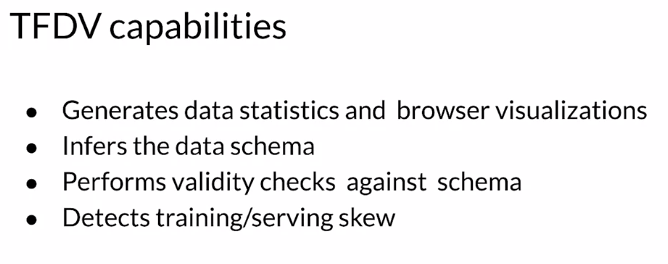 TFDV capabilities
● Generates data statistics and browser visualizations
● Infers the data schema
● Performs validity checks against schema
● Detects training/serving skew